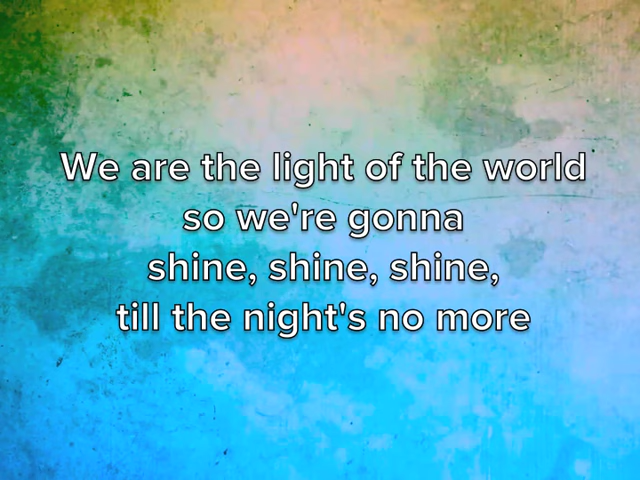 We are the light of the world
so we're gonna
shine, shine, shine,
till the night's no more